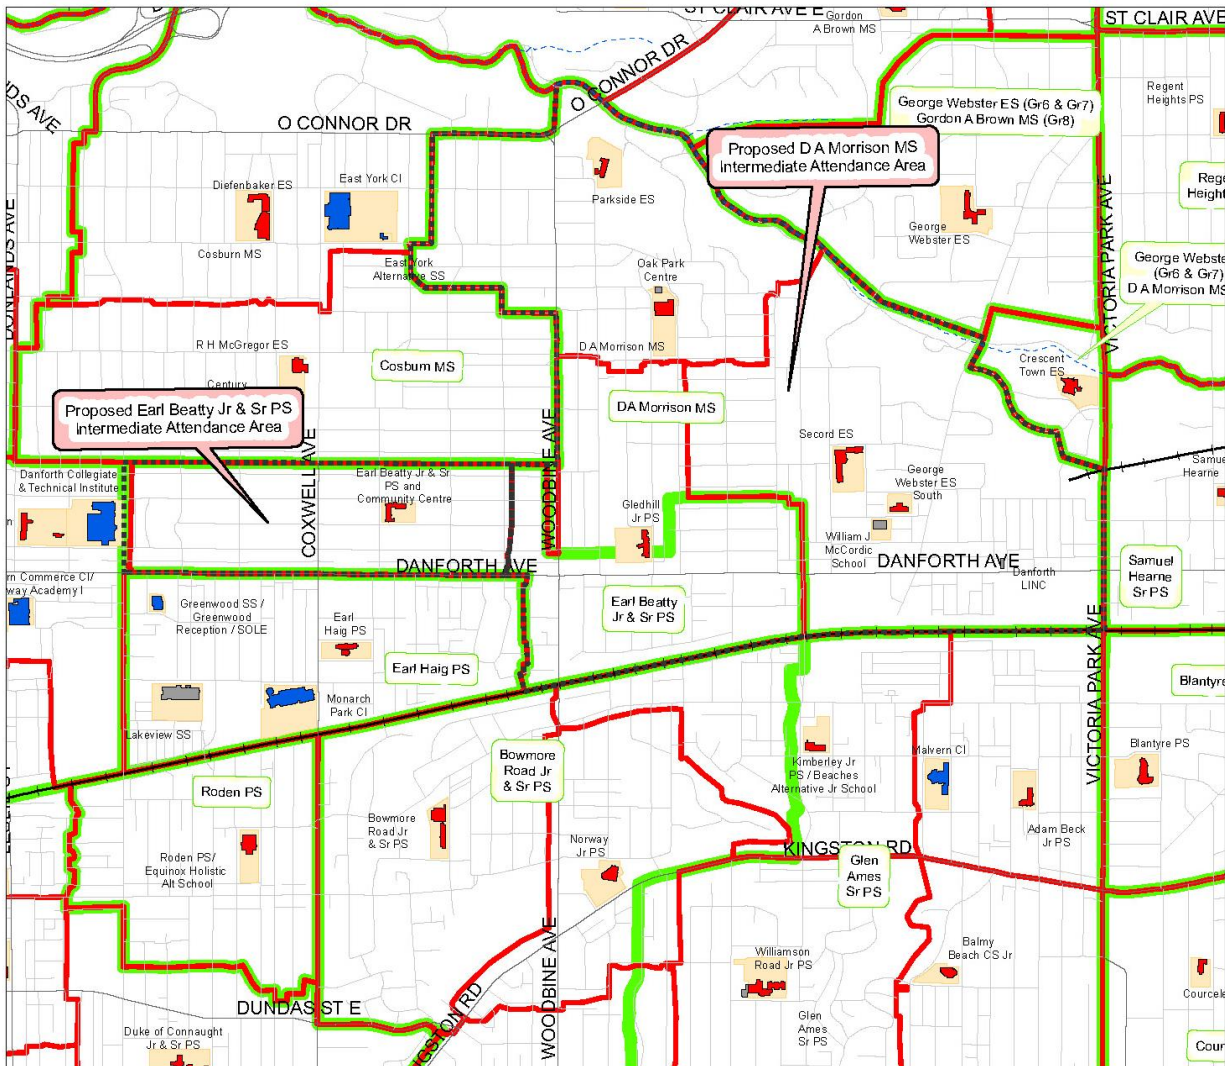 ST CLAIR AVE E
Gordon
A Brown MS
ST CLAIR AVE
O CONNOR DR
O CONNOR DR
George Webster ES (Gr6 & Gr7)
Gordon A Brown MS (Gr8)
Regent
Heights PS
Proposed D A Morrison MS
Intermediate Attendance Area
Diefenbaker ES
East York CI
Parkside ES
Cosburn MS
George
Webster ES
VICTORIA PARK AVE
East York
Alternative SS
Oak Park
Centre
(Gr6 & Gr7)
D A Morrison MS
R H McGregor ES
D A Morrison MS
Cosburn MS
Crescent
Town ES
Century
Proposed Earl Beatty Jr & Sr PS
Intermediate Attendance Area
DA Morrison MS
COXWELL AVE
WOODBINE AVE
Secord ES
Danforth Collegiate
& Technical Institute
Earl Beatty Jr & Sr
PS and
Community Centre
George
Webster ES
South
Hearne
Gledhill
Jr PS
William J
McCordic
School
DANFORTH AVE
DANFORTH AVE
Danforth
LINC
Samuel
Hearne
Sr PS
Commerce CI/
Greenwood SS /
Greenwood
Reception / SOLE
Earl
Haig PS
Earl Beatty
Jr & Sr PS
Earl Haig PS
VICTORIA PARK AVE
Blantyre
Monarch
Park CI
Lakeview SS
Bowmore
Road Jr
& Sr PS
Kimberley Jr
PS / Beaches
Alternative Jr School
Malvern CI
Blantyre PS
Roden PS
Bowmore
Road Jr
& Sr PS
Norway
Jr PS
KINGSTON RD
Adam Beck
Jr PS
Glen
Ames
Sr PS
Roden PS/
Equinox Holistic
Alt School
WOODBINE AVE
Williamson
Road Jr PS
Balmy
Beach CS Jr
DUNDAS ST E
Glen
Ames
Sr PS
Duke of Connaught
Jr & Sr PS